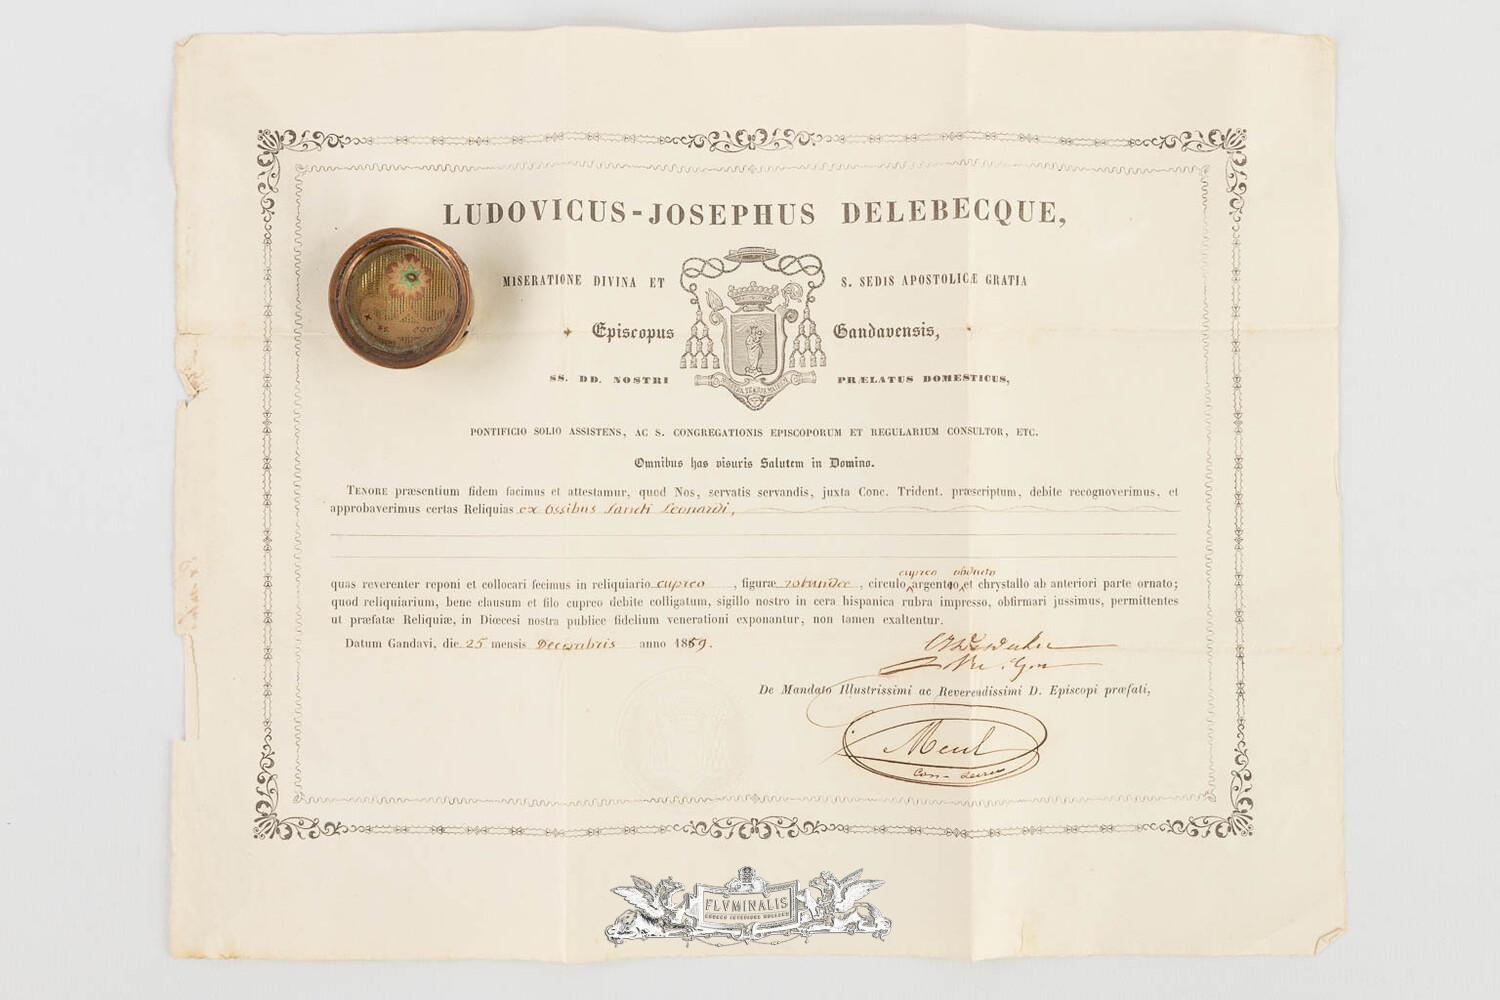 LUDOVICUS-JOSEPHUS DELEBECQUE,
MISERATIONE DIVINA ET S. SEDIS APOSTOLICÆ GRATIA
Episcopus Gandavensis,
SS. DD. NOSTRI PRÆLATUS DOMESTICUS,
PONTIFICIO SOLIO ASSISTENS, AC S. CONGREGATIONIS EPISCOPORUM ET REGULARIUM CONSULTOR, ETC.
Omnibus has visuris Salutem in Domino.
TENORE præsentium fidem facimus et attestamur, quod Nos, servatis servandis, juxta Conc. Trident. præscriptum, debite recognoverimus, et
approbaverimus certas Reliquias ex Ossibus Sancti Leonardi,
cupreo obducto
quas reverenter reponi et collocari fecimus in reliquiario cupreo, figuræ rotundæ, circulo argenteo et chrystallo ab anteriori parte ornato;
quod reliquiarium, bene clausum et filo cupreo debite colligatum, sigillo nostro in cera hispanica rubra impresso, obfirmari jussimus, permittentes
ut præfatæ Reliquiæ, in Diœcesi nostra publice fidelium venerationi exponantur, non tamen exaltentur.
Datum Gandavi, die 25 mensis Decembris anno 1859.
De Mandato Illustrissimi ac Reverendissimi D. Episcopi præfati,
FLVMINALIS